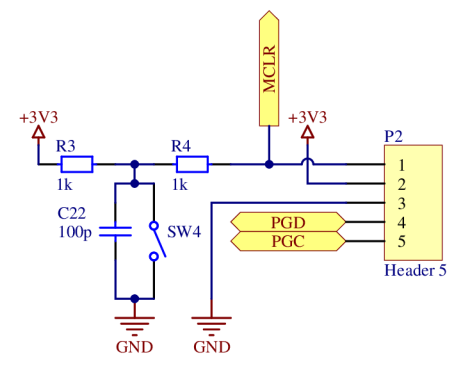 MCLR
+3V3
+3V3
P2
R3
R4
1
1k
1k
2
3
C22
100p
SW4
PGD
4
PGC
5
Header 5
GND
GND